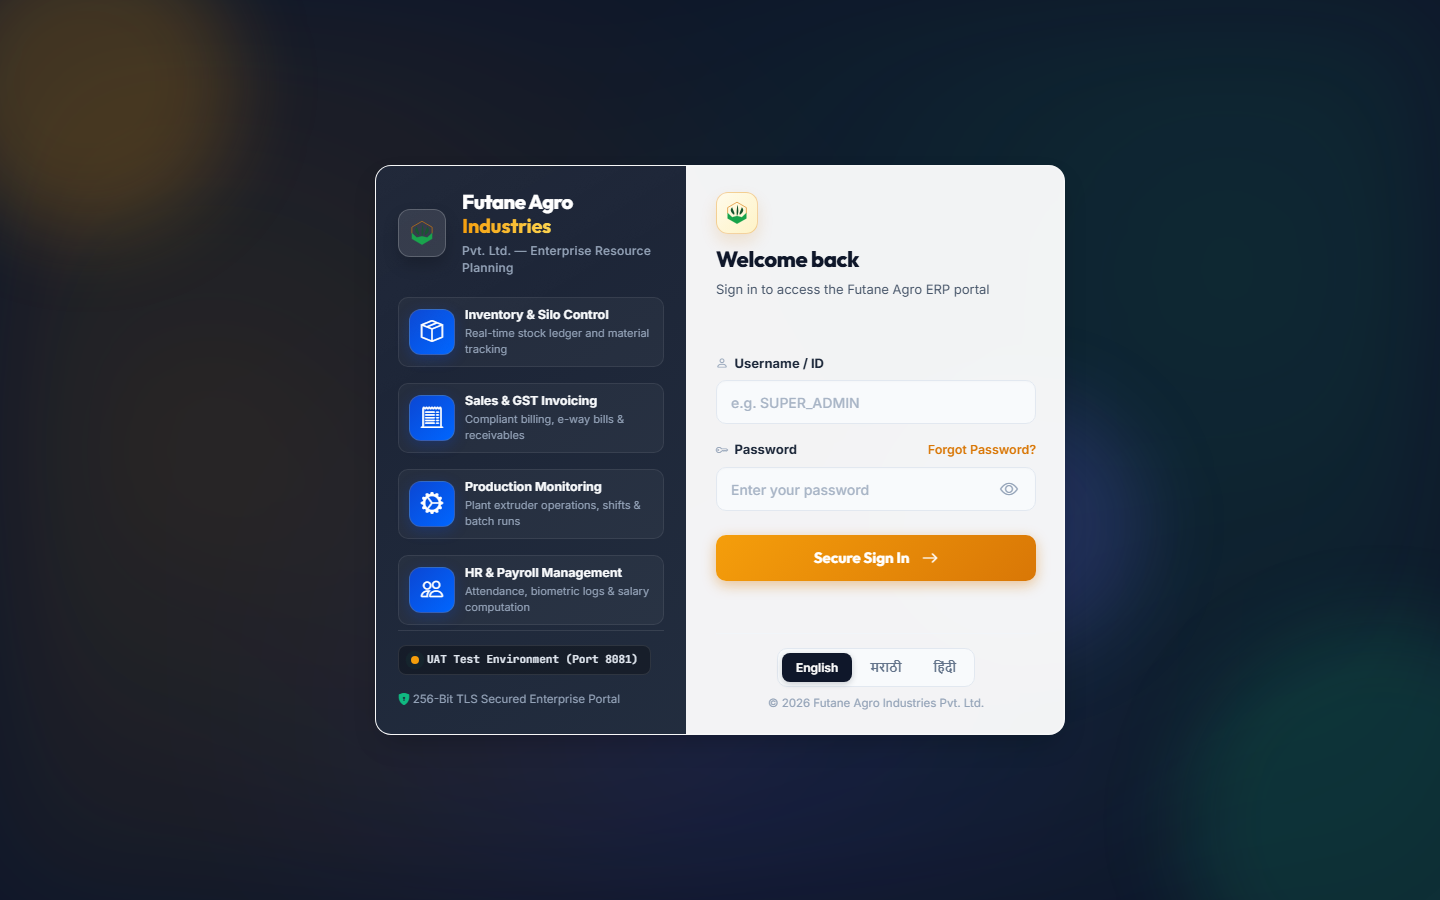 Futane Agro
Industries
Pvt. Ltd. — Enterprise Resource
Planning
Inventory & Silo Control
Real-time stock ledger and material
tracking
Sales & GST Invoicing
Compliant billing, e-way bills &
receivables
Production Monitoring
Plant extruder operations, shifts &
batch runs
HR & Payroll Management
Attendance, biometric logs & salary
computation
UAT Test Environment (Port 8081)
256-Bit TLS Secured Enterprise Portal
Welcome back
Sign in to access the Futane Agro ERP portal
Username / ID
e.g. SUPER_ADMIN
Password Forgot Password?
Enter your password
Secure Sign In →
English मराठी हिंदी
© 2026 Futane Agro Industries Pvt. Ltd.